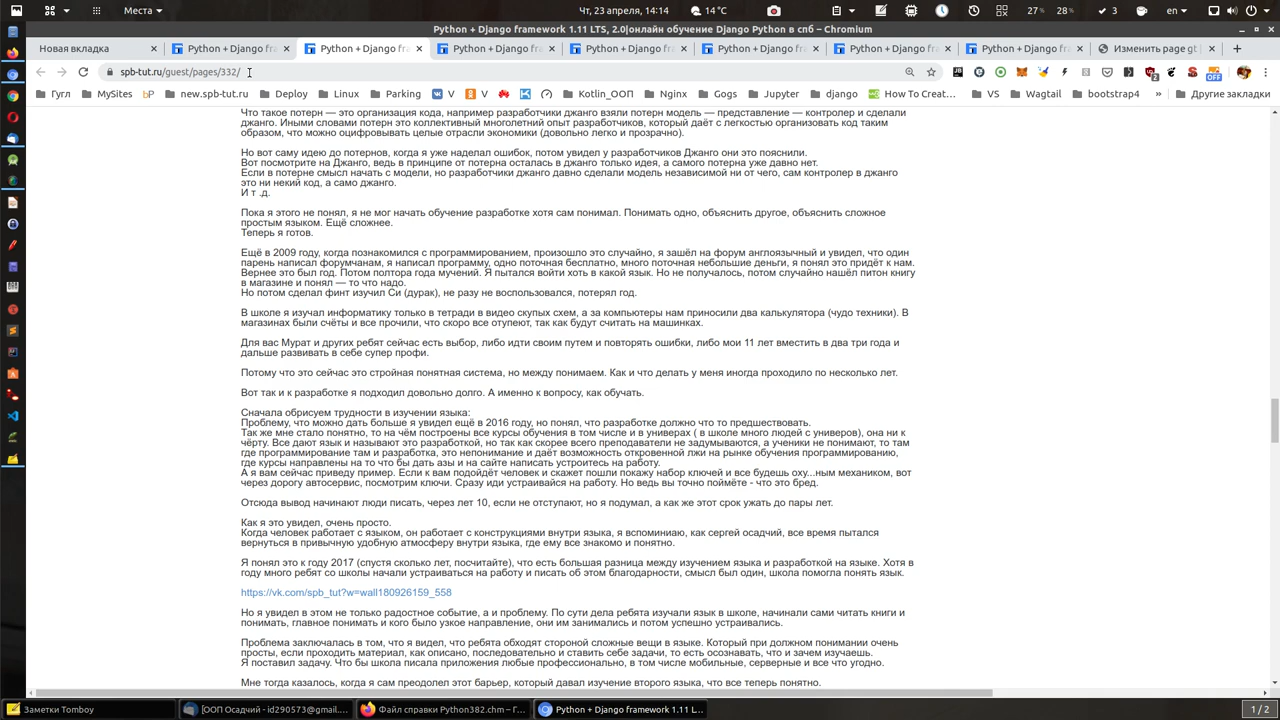 Места
Чт, 23 апреля, 14:14
14°C
27%
28%
3
en
Python + Django framework 1.11 LTS, 2.0|онлайн обучение Django Python в спб – Chromium
Новая вкладка
Python + Django fra
Python + Django fra
Python + Django fra
Python + Django fra
Python + Django fra
Python + Django fra
Python + Django fra
Изменить page gt |
spb-tut.ru/guest/pages/332/
Гугл
MySites
new.spb-tut.ru
Deploy
Linux
Parking
V
V
Kotlin_ООП
Nginx
Gogs
Jupyter
django
How To Creat…
VS
Wagtail
bootstrap4
»
Другие закладки
Что такое потерн — это организация кода, например разработчики джанго взяли потерн модель — представление — контролер и сделали
джанго. Иными словами потерн это коллективный многолетний опыт разработчиков, который даёт с легкостью организовать код таким
образом, что можно оцифровывать целые отрасли экономики (довольно легко и прозрачно).
Но вот саму идею до потернов, когда я уже наделал ошибок, потом увидел у разработчиков Джанго они это пояснили.
Вот посмотрите на Джанго, ведь в принципе от потерна осталась в джанго только идея, а самого потерна уже давно нет.
Если в потерне смысл начать с модели, но разработчики джанго давно сделали модель независимой ни от чего, сам контролер в джанго
это ни некий код, а само джанго.
И т .д.
Пока я этого не понял, я не мог начать обучение разработке хотя сам понимал. Понимать одно, объяснить другое, объяснить сложное
простым языком. Ещё сложнее.
Теперь я готов.
Ещё в 2009 году, когда познакомился с программированием, произошло это случайно, я зашёл на форум англоязычный и увидел, что один
парень написал форумчанам, я написал программу, одно поточная бесплатно, много поточная небольшие деньги, я понял это придёт к нам.
Вернее это был год. Потом полтора года мучений. Я пытался войти хоть в какой язык. Но не получалось, потом случайно нашёл питон книгу
в магазине и понял — то что надо.
Но потом сделал финт изучил Си (дурак), не разу не воспользовался, потерял год.
В школе я изучал информатику только в тетради в видео скупых схем, а за компьютеры нам приносили два калькулятора (чудо техники). В
магазинах были счёты и все прочили, что скоро все отупеют, так как будут считать на машинках.
Для вас Мурат и других ребят сейчас есть выбор, либо идти своим путем и повторять ошибки, либо мои 11 лет вместить в два три года и
дальше развивать в себе супер профи.
Потому что это сейчас это стройная понятная система, но между понимаем. Как и что делать у меня иногда проходило по несколько лет.
Вот так и к разработке я подходил довольно долго. А именно к вопросу, как обучать.
Сначала обрисуем трудности в изучении языка:
Проблему, что можно дать больше я увидел ещё в 2016 году, но понял, что разработке должно что то предшествовать.
Так же мне стало понятно, то на чём построены все курсы обучения в том числе и в универах ( в школе много людей с универов), она ни к
чёрту. Все дают язык и называют это разработкой, но так как скорее всего преподаватели не задумываются, а ученики не понимают, то там
где программирование там и разработка, это непонимание и даёт возможность откровенной лжи на рынке обучения программированию,
где курсы направлены на то что бы дать азы и на сайте написать устроитесь на работу.
А я вам сейчас приведу пример. Если к вам подойдёт человек и скажет пошли покажу набор ключей и все будешь оху...ным механиком, вот
через дорогу автосервис, посмотрим ключи. Сразу иди устраивайся на работу. Но ведь вы точно поймёте - что это бред.
Отсюда вывод начинают люди писать, через лет 10, если не отступают, но я подумал, а как же этот срок ужать до пары лет.
Как я это увидел, очень просто.
Когда человек работает с языком, он работает с конструкциями внутри языка, я вспоминиаю, как сергей осадчий, все время пытался
вернуться в привычную удобную атмосферу внутри языка, где ему все знакомо и понятно.
Я понял это к году 2017 (спустя сколько лет, посчитайте), что есть большая разница между изучением языка и разработкой на языке. Хотя в
году много ребят со школы начали устраиваться на работу и писать об этом благодарности, смысл был один, школа помогла понять язык.
https://vk.com/spb_tut?w=wall180926159_558
Но я увидел в этом не только радостное событие, а и проблему. По сути дела ребята изучали язык в школе, начинали сами читать книги и
понимать, главное понимать и кого было узкое направление, они им занимались и потом успешно устраивались.
Проблема заключалась в том, что я видел, что ребята обходят стороной сложные вещи в языке. Который при должном понимании очень
просты, если проходить материал, как описано, последовательно и ставить себе задачи, то есть осознавать, что и зачем изучаешь.
Я поставил задачу. Что бы школа писала приложения любые профессионально, в том числе мобильные, серверные и все что угодно.
Мне тогда казалось, когда я сам преодолел этот барьер, который давал изучение второго языка, что все теперь понятно.
Заметки Tomboy
[ООП Осадчий - id290573@gmail....
Файл справки Python382.chm – Г...
Python + Django framework 1.11 L...
1 / 2